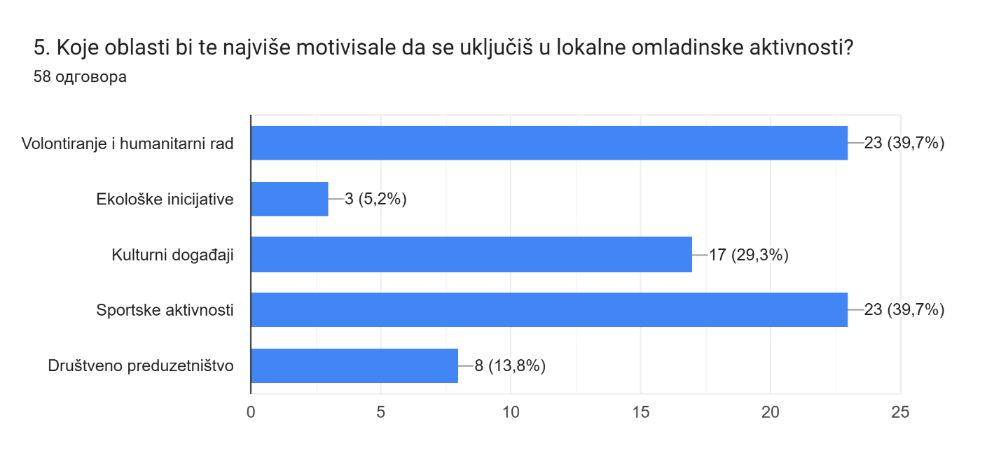 5. Koje oblasti bi te najviše motivisale da se uključiš u lokalne omladinske aktivnosti?
58 одговора
Volontiranje i humanitarni rad 23 (39,7%)
Ekološke inicijative 3 (5,2%)
Kulturni događaji 17 (29,3%)
Sportske aktivnosti 23 (39,7%)
Društveno preduzetništvo 8 (13,8%)
0 5 10 15 20 25